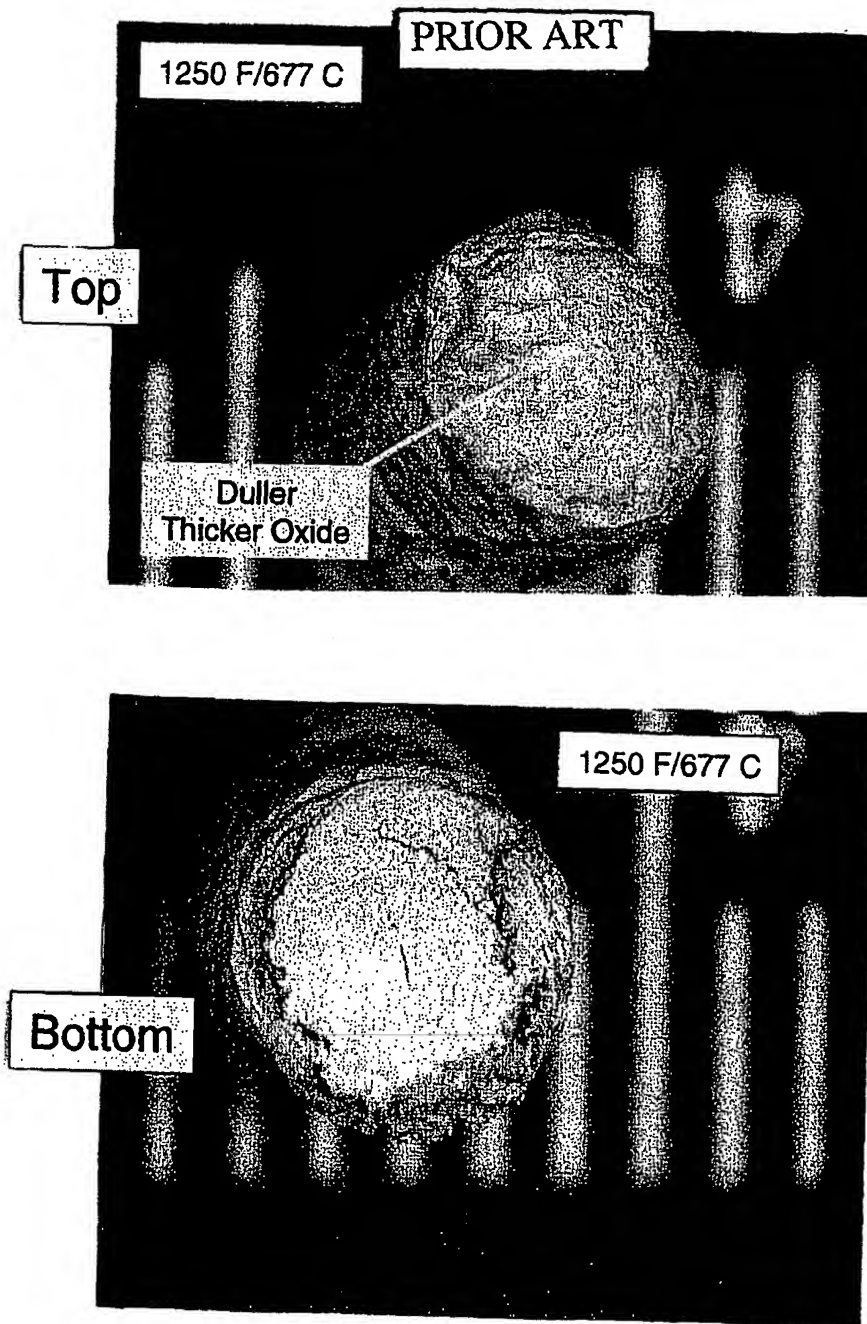 PRIOR ART
1250 F/677 C
Top
Duller
Thicker Oxide
1250 F/677 C
Bottom